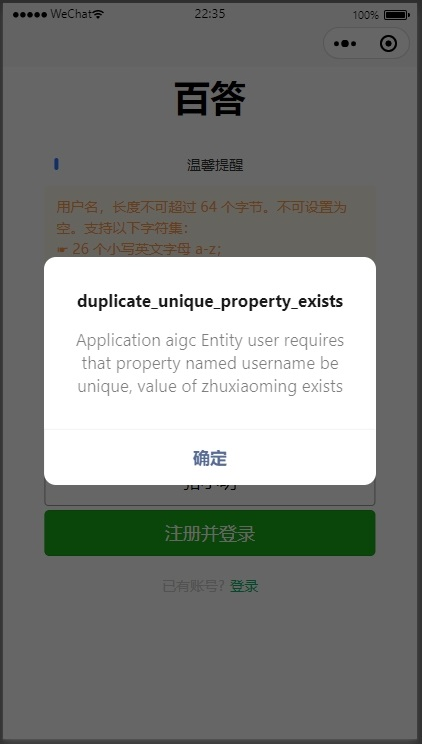 WeChat 22:35 100%
百答
温馨提醒
用户名，长度不可超过 64 个字节。不可设置为
空。支持以下字符集：
☛ 26 个小写英文字母 a-z；
duplicate_unique_property_exists
Application aigc Entity user requires
that property named username be
unique, value of zhuxiaoming exists
确定
注册并登录
已有账号? 登录